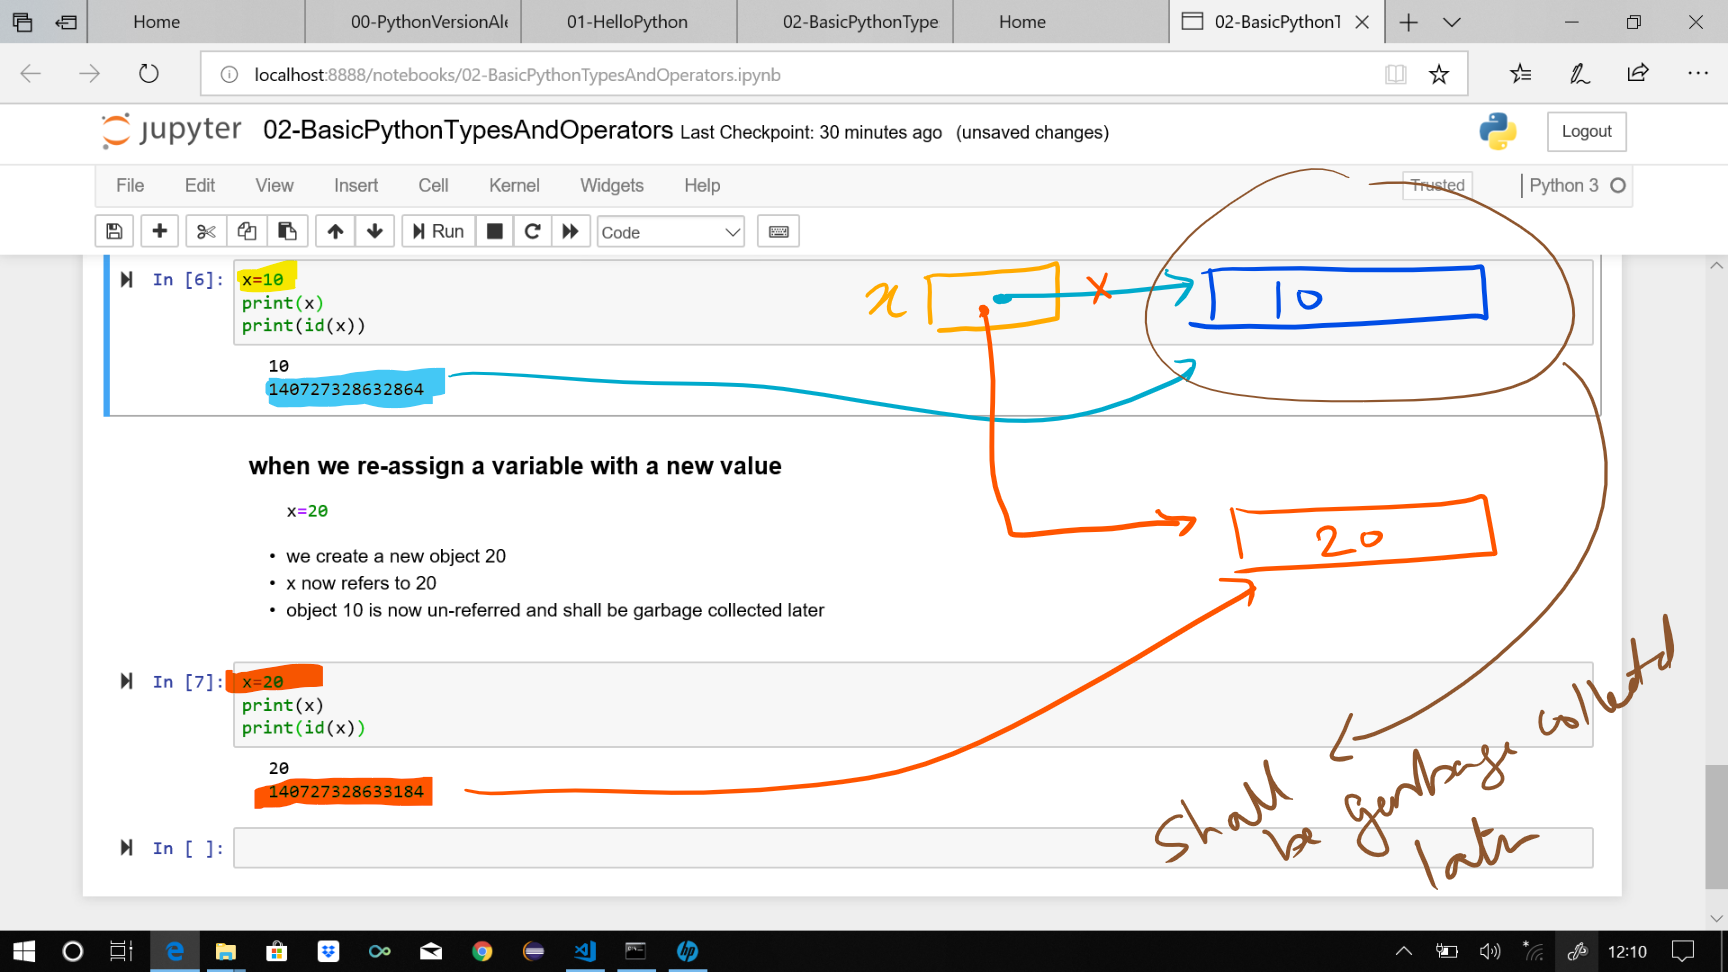 Home
00-PythonVersionAle
01-HelloPython
02-BasicPythonType
Home
02-BasicPythonT
localhost:8888/notebooks/02-BasicPythonTypesAndOperators.ipynb
jupyter 02-BasicPythonTypesAndOperators Last Checkpoint: 30 minutes ago (unsaved changes)
Logout
File Edit View Insert Cell Kernel Widgets Help
Trusted
Python 3
Run
Code
In [6]:
x=10
print(x)
print(id(x))
x
10
10
140727328632864
when we re-assign a variable with a new value
x=20
• we create a new object 20
• x now refers to 20
• object 10 is now un-referred and shall be garbage collected later
20
In [7]:
x=20
print(x)
print(id(x))
20
140727328633184
shall be
garbage collected
later
In [ ]:
12:10